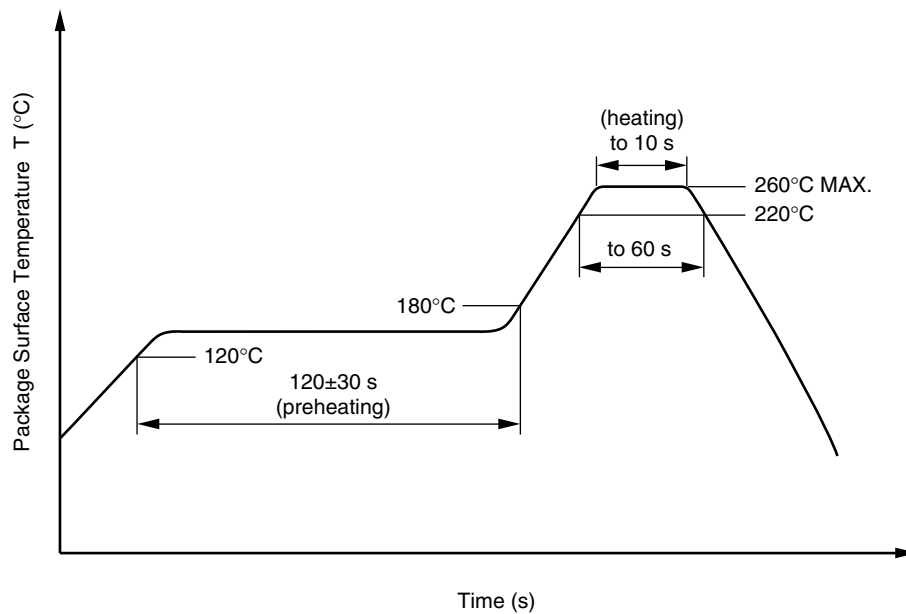 Package Surface Temperature T (°C)
(heating)
to 10 s
260°C MAX.
220°C
to 60 s
180°C
120°C
120±30 s
(preheating)
Time (s)